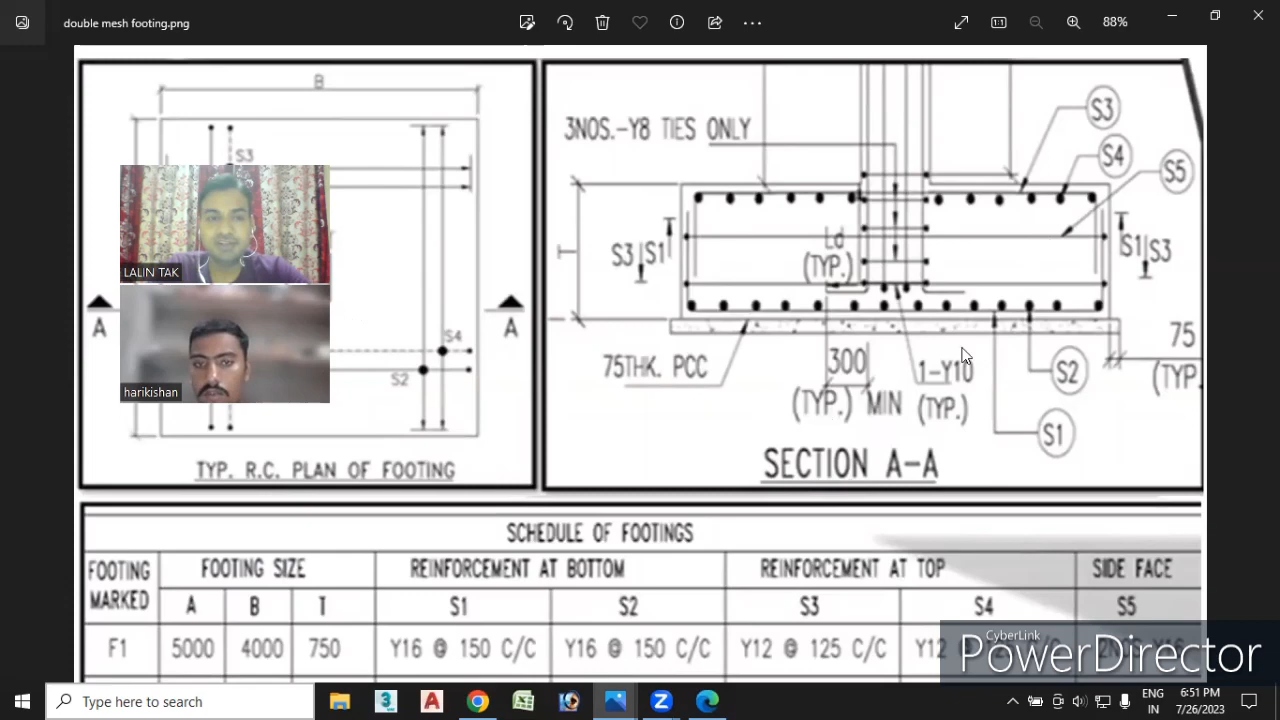 double mesh footing.png
88%
B
S3
S4
S2
A
A
TYP. R.C. PLAN OF FOOTING
LALIN TAK
harikishan
3NOS.-Y8 TIES ONLY
S3
S4
S5
T
S3
S1
Ld
(TYP.)
S1
S3
75THK. PCC
300
(TYP.) MIN
1-Y10
(TYP.)
S2
S1
75
(TYP.
SECTION A-A
SCHEDULE OF FOOTINGS
FOOTING MARKED
FOOTING SIZE
REINFORCEMENT AT BOTTOM
REINFORCEMENT AT TOP
SIDE FACE
A
B
T
S1
S2
S3
S4
S5
F1
5000
4000
750
Y16 @ 150 C/C
Y16 @ 150 C/C
Y12 @ 125 C/C
CyberLink
PowerDirector
Type here to search
ENG
IN
6:51 PM
7/26/2023